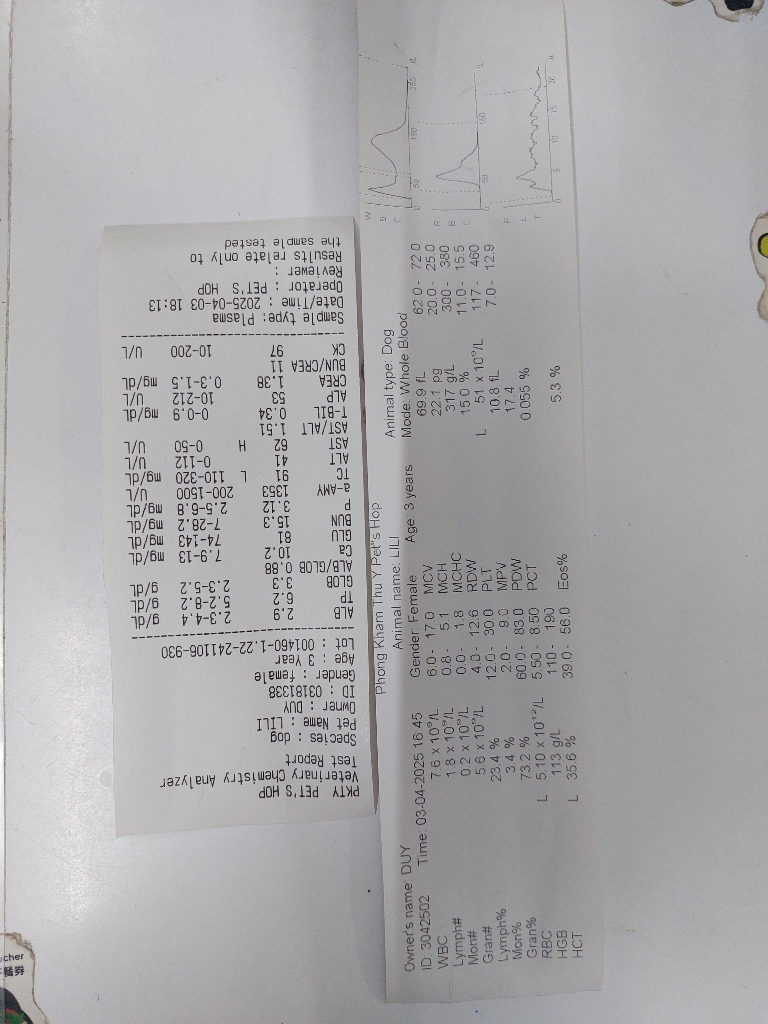 PKTY PET'S HOP
Veterinary Chemistry Analyzer
Test Report
Species : dog
Pet Name : LILI
Owner : DUY
ID : 03181338
Gender : female
Age : 3 Year
Lot : 001460-1.22-241106-930
ALB 2.9 2.3-4.4 g/dL
TP 6.2 5.2-8.2 g/dL
GLOB 3.3 2.3-5.2 g/dL
ALB/GLOB 0.88
Ca 10.2 7.9-13 mg/dL
GLU 81 74-143 mg/dL
BUN 15.3 7-28.2 mg/dL
P 3.12 2.5-6.8 mg/dL
a-AMY 1353 200-1500 U/L
TC 91 L 110-320 mg/dL
ALT 41 0-112 U/L
AST 62 H 0-50 U/L
AST/ALT 1.51
T-BIL 0.34 0-0.9 mg/dL
ALP 53 10-212 U/L
CREA 1.38 0.3-1.5 mg/dL
BUN/CREA 11
CK 97 10-200 U/L
Sample type: Plasma
Date/Time : 2025-04-03 18:13
Operator : PET'S HOP
Reviewer :
Results relate only to
the sample tested
Phong Kham Thu Y Pet's Hop
Owner's name: DUY Animal name: LILI Animal type: Dog
ID: 3042502 Time: 03-04-2025 16:45 Gender: Female Age: 3 years Mode: Whole Blood
WBC 7.6 x 10⁹/L 6.0 - 17.0 MCV 69.9 fL 62.0 - 72.0
Lymph# 1.8 x 10⁹/L 0.8 - 5.1 MCH 22.1 pg 20.0 - 25.0
Mon# 0.2 x 10⁹/L 0.0 - 1.8 MCHC 317 g/L 300 - 380
Gran# 5.6 x 10⁹/L 4.0 - 12.6 RDW 15.0 % 11.0 - 15.5
Lymph% 23.4 % 12.0 - 30.0 PLT L 51 x 10⁹/L 117 - 460
Mon% 3.4 % 2.0 - 9.0 MPV 10.8 fL 7.0 - 12.9
Gran% 73.2 % 60.0 - 83.0 PDW 17.4
RBC L 5.10 x 10¹²/L 5.50 - 8.50 PCT 0.055 %
HGB 113 g/L 110 - 190
HCT L 35.6 % 39.0 - 56.0 Eos% 5.3 %
ucher
餐券